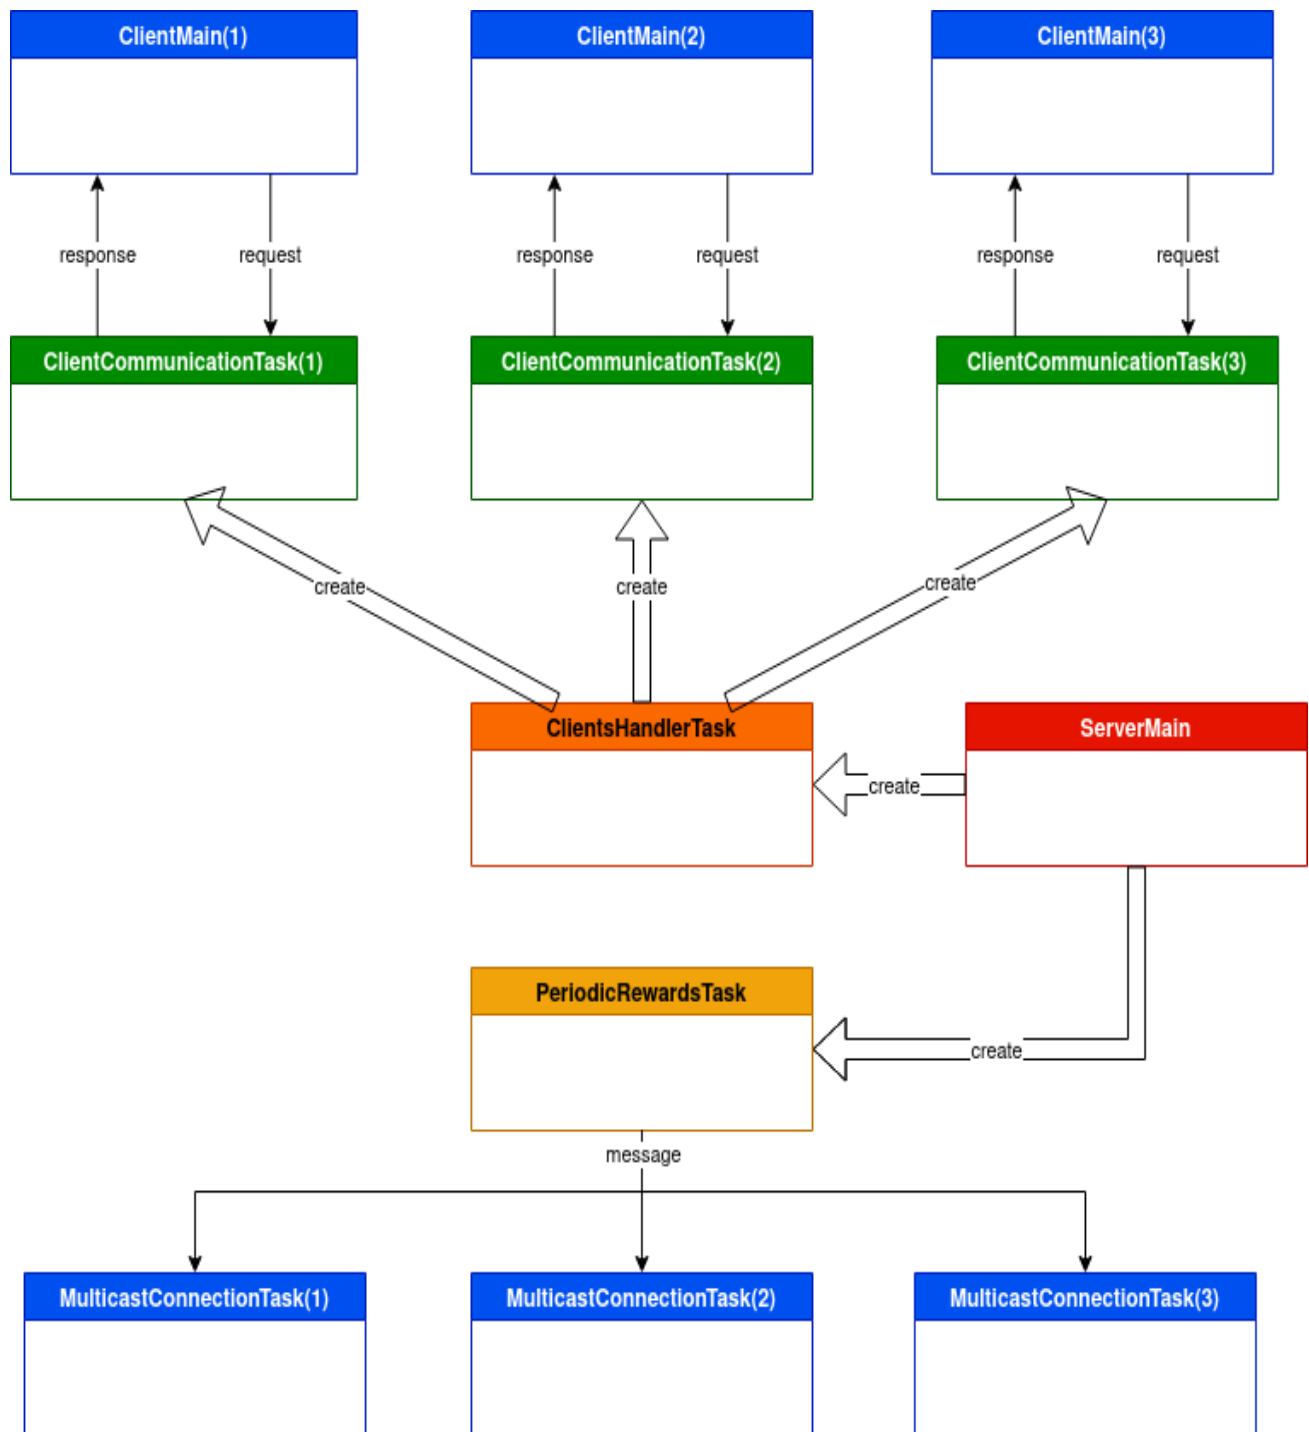 ClientMain(1)
ClientMain(2)
ClientMain(3)
response
request
response
request
response
request
ClientCommunicationTask(1)
ClientCommunicationTask(2)
ClientCommunicationTask(3)
create
create
create
ClientsHandlerTask
ServerMain
create
PeriodicRewardsTask
create
message
MulticastConnectionTask(1)
MulticastConnectionTask(2)
MulticastConnectionTask(3)